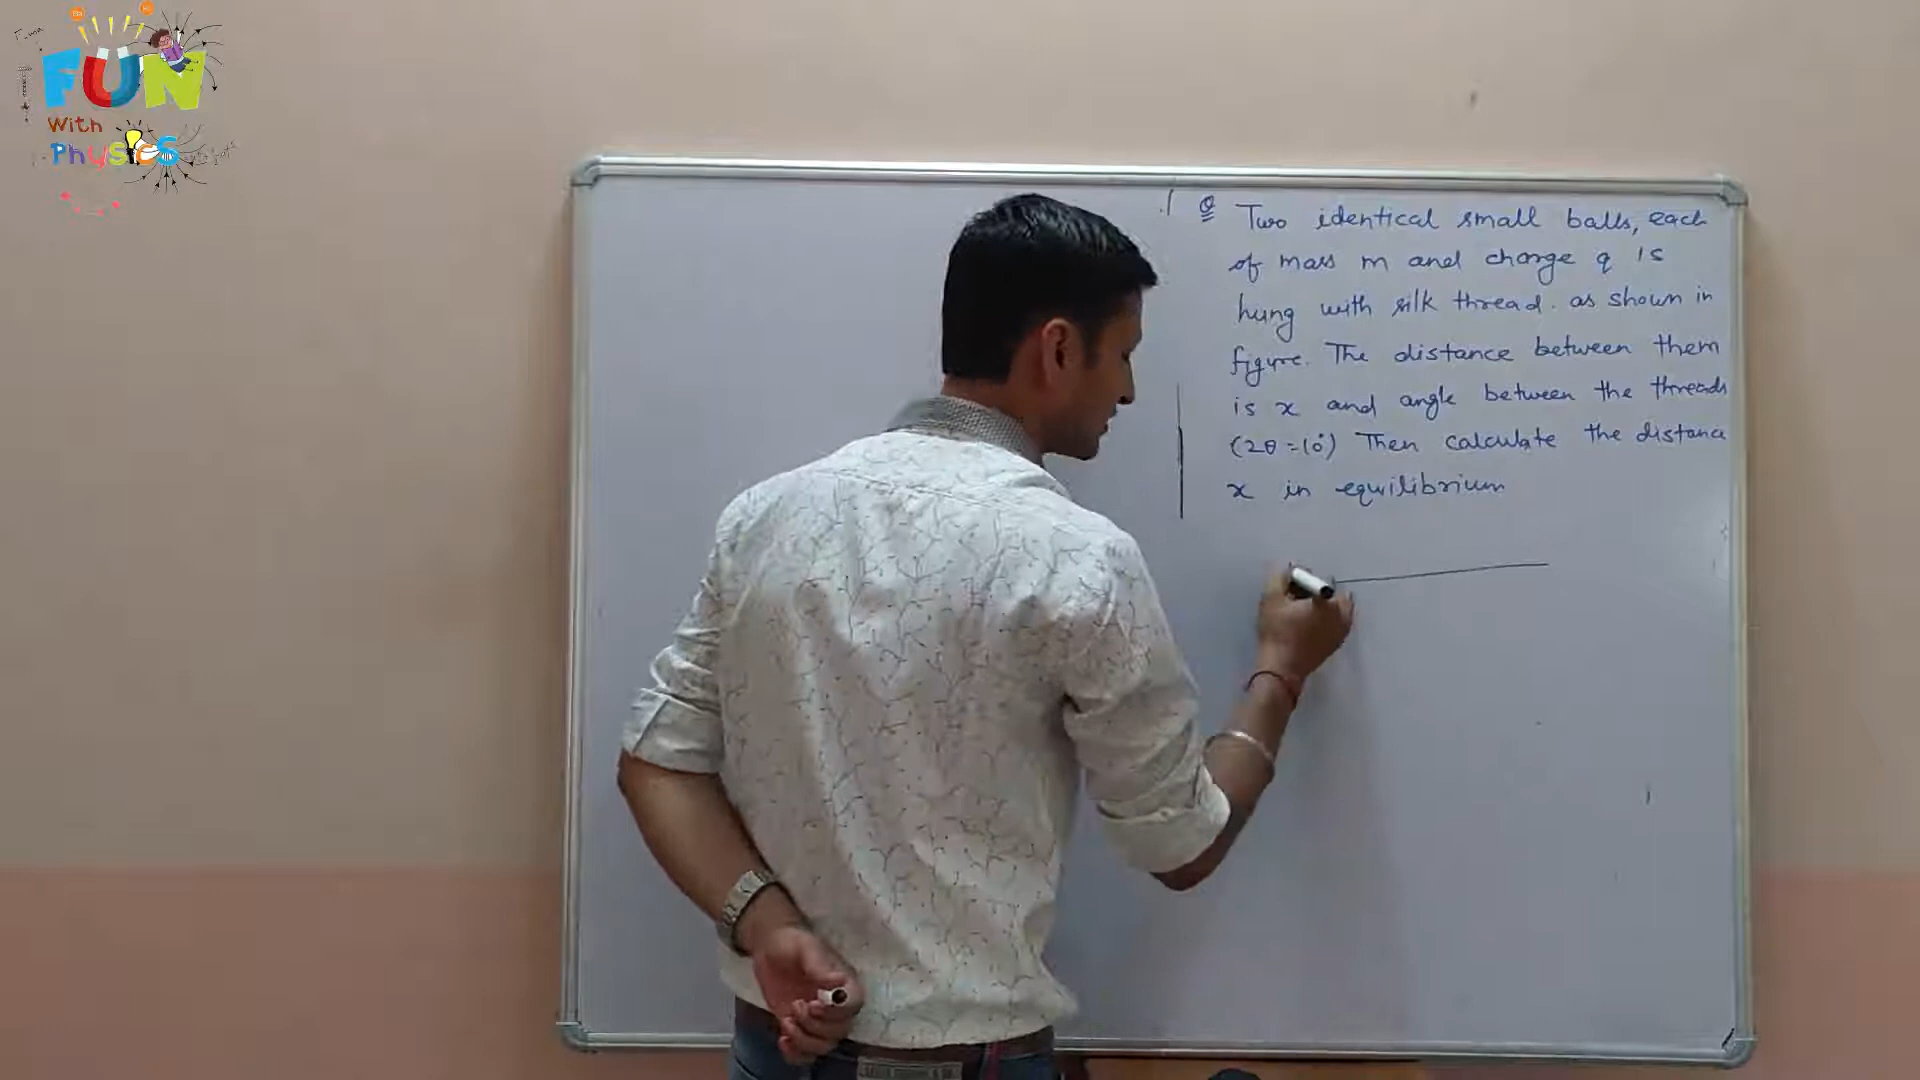 FUN
With
Physics
Q Two identical small balls, each
of mass m and charge q is
hung with silk thread. as shown in
figure. The distance between them
is x and angle between the threads
(2θ=10°) Then calculate the distance
x in equilibrium